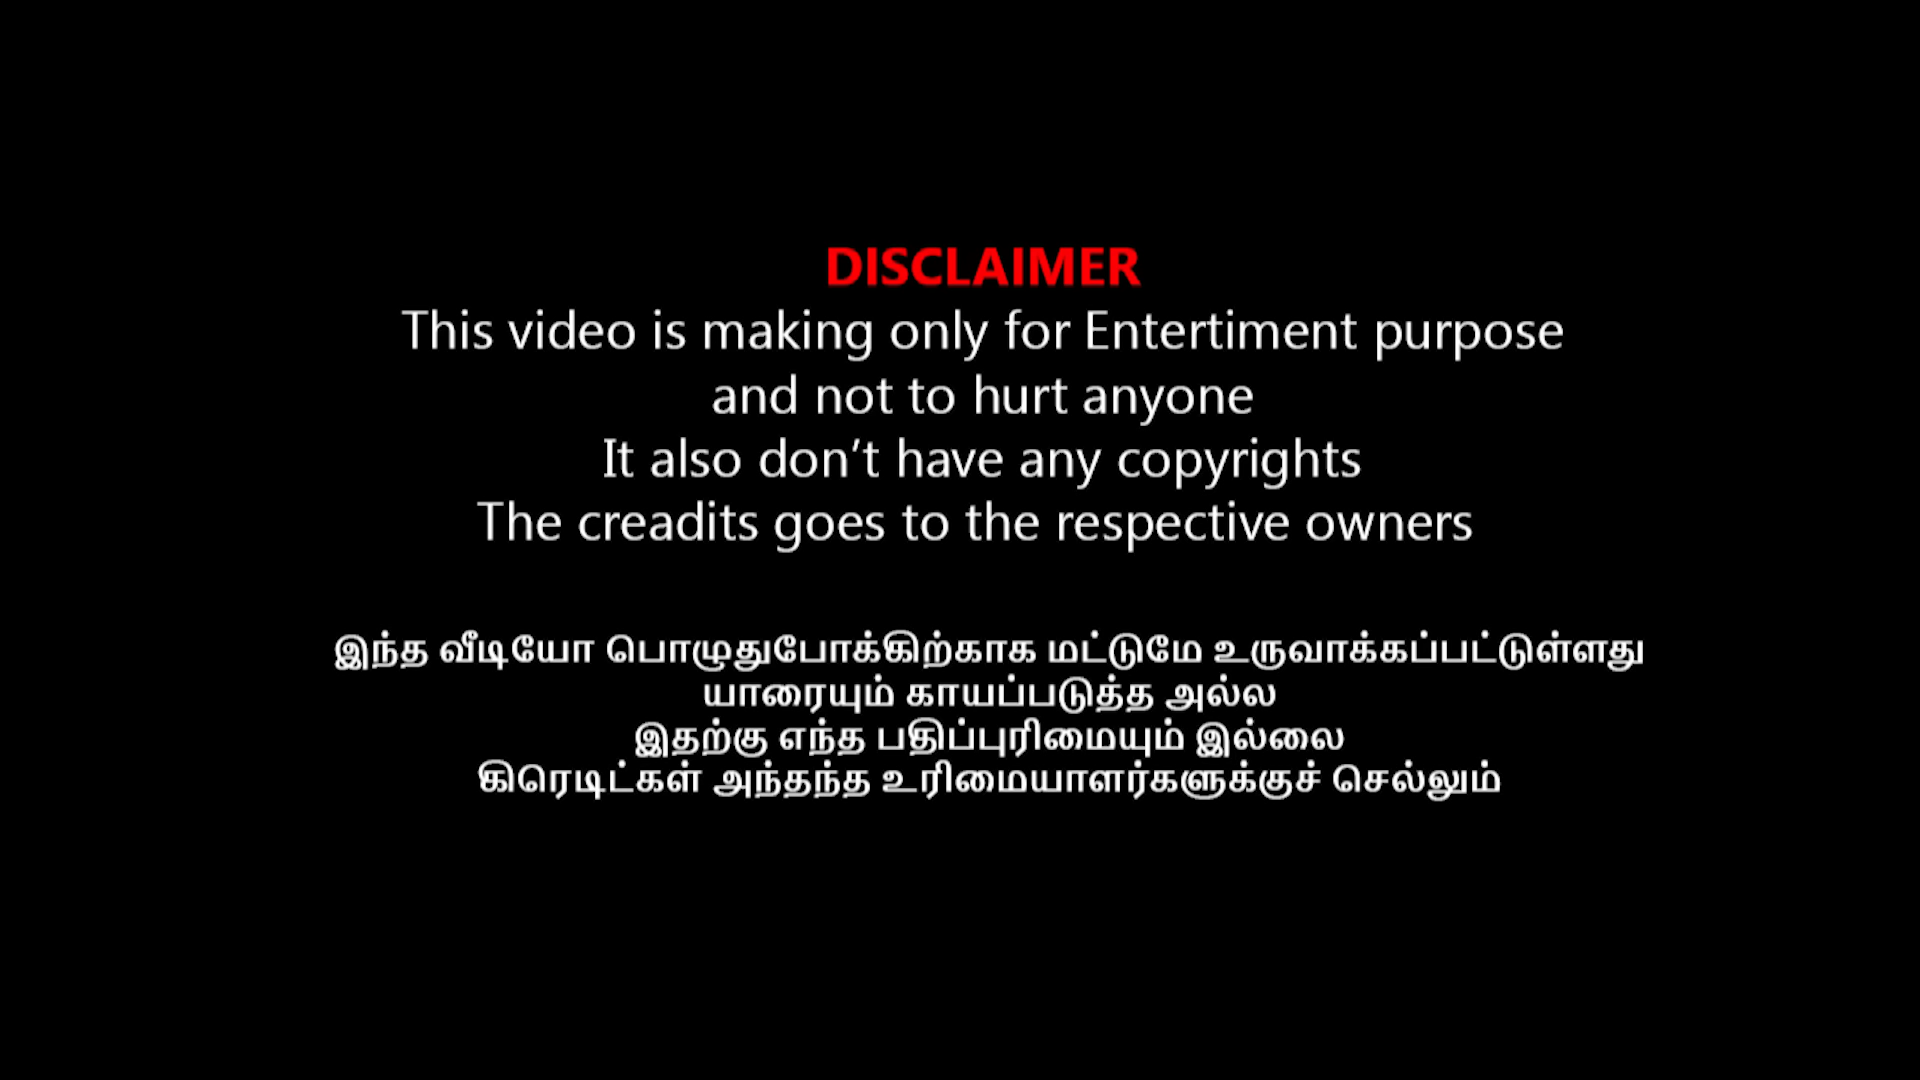 DISCLAIMER
This video is making only for Entertiment purpose
and not to hurt anyone
It also don’t have any copyrights
The creadits goes to the respective owners
இந்த வீடியோ பொழுதுபோக்கிற்காக மட்டுமே உருவாக்கப்பட்டுள்ளது
யாரையும் காயப்படுத்த அல்ல
இதற்கு எந்த பதிப்புரிமையும் இல்லை
கிரெடிட்கள் அந்தந்த உரிமையாளர்களுக்குச் செல்லும்